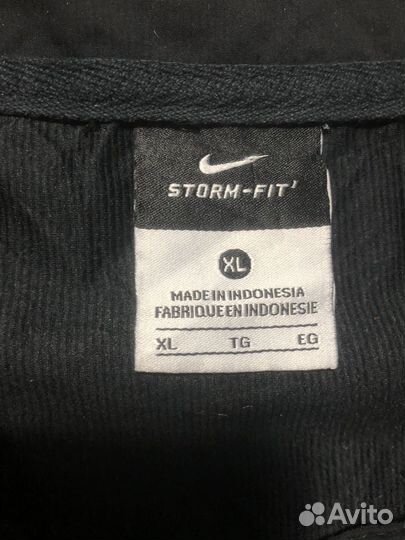 STORM-FIT
XL
MADE IN INDONESIA
FABRIQUE EN INDONESIE
XL TG EG
Avito